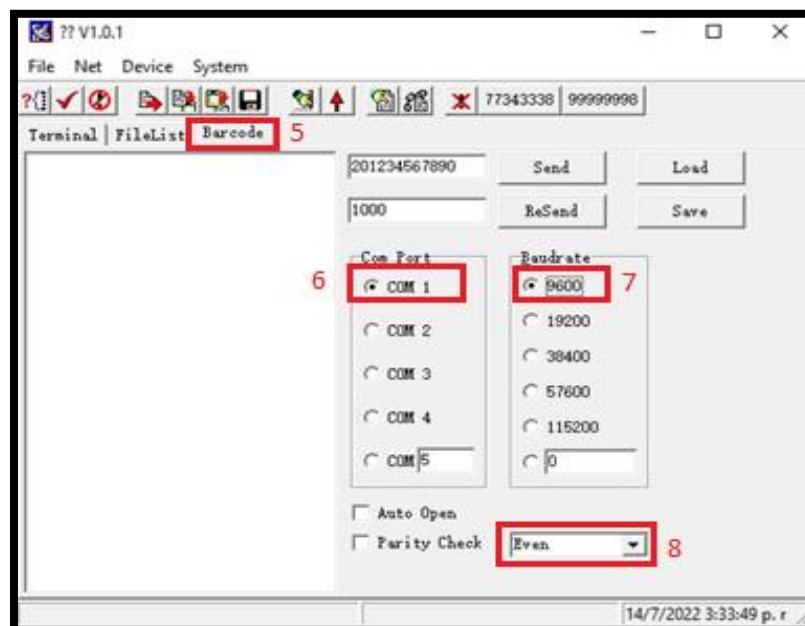 ?? V1.0.1
File Net Device System
77343338 99999998
Terminal FileList Barcode 5
201234567890 Send Load
1000 ReSend Save
Com Port Baudrate
6 COM 1 9600 7
COM 2 19200
COM 3 38400
COM 4 57600
115200
COM 5 0
Auto Open
Parity Check Even 8
14/7/2022 3:33:49 p. r